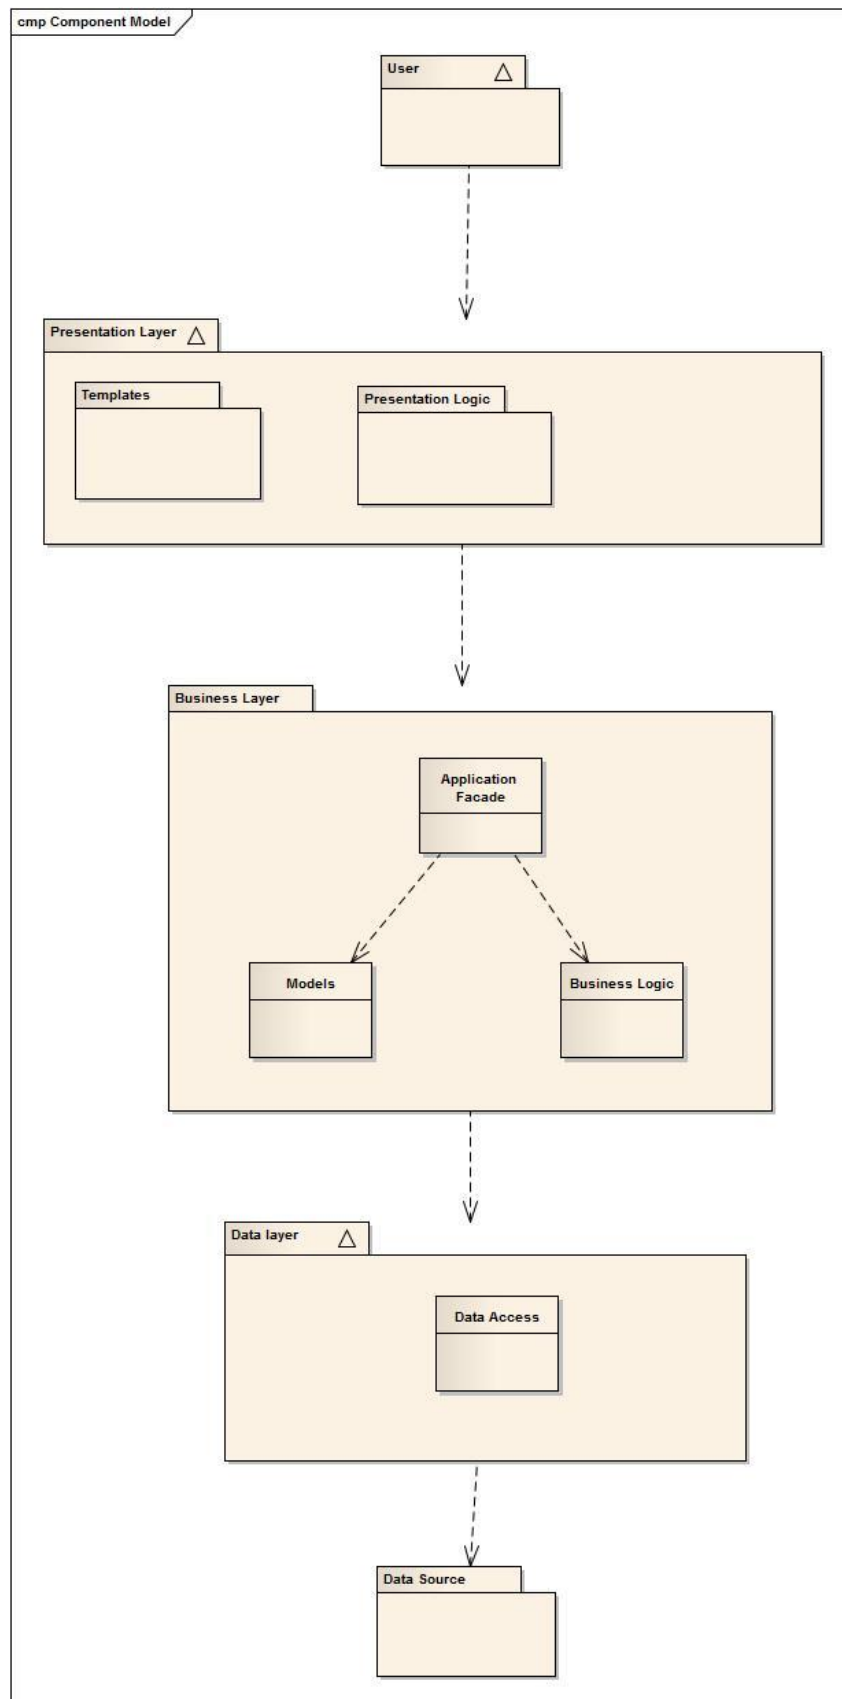 cmp Component Model
User
Presentation Layer
Templates
Presentation Logic
Business Layer
Application
Facade
Models
Business Logic
Data layer
Data Access
Data Source